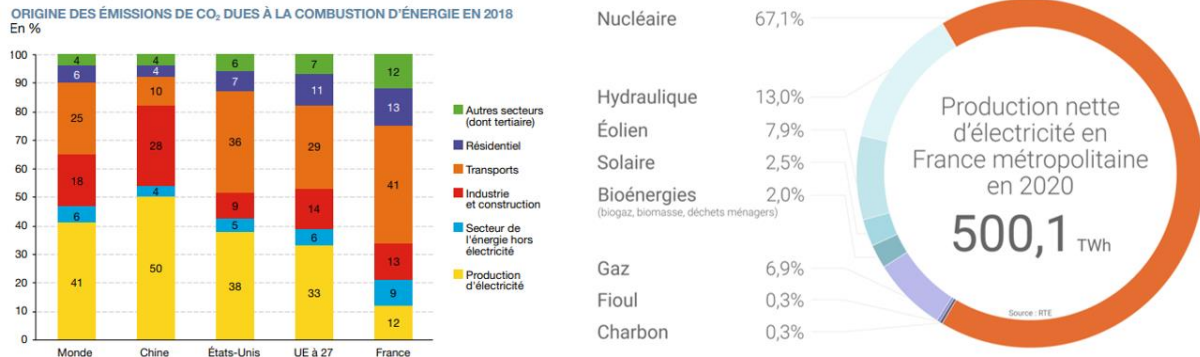 ORIGINE DES ÉMISSIONS DE CO₂ DUES À LA COMBUSTION D'ÉNERGIE EN 2018
En %
100
90
80
70
60
50
40
30
20
10
0
4
6
25
18
6
41
4
4
10
28
4
50
6
7
36
9
5
38
7
11
29
14
6
33
12
13
41
13
9
12
Monde
Chine
États-Unis
UE à 27
France
Autres secteurs
(dont tertiaire)
Résidentiel
Transports
Industrie
et construction
Secteur de
l'énergie hors
électricité
Production
d'électricité
Nucléaire 67,1%
Hydraulique 13,0%
Éolien 7,9%
Solaire 2,5%
Bioénergies 2,0%
(biogaz, biomasse, déchets ménagers)
Gaz 6,9%
Fioul 0,3%
Charbon 0,3%
Production nette
d'électricité en
France métropolitaine
en 2020
500,1 TWh
Source : RTE